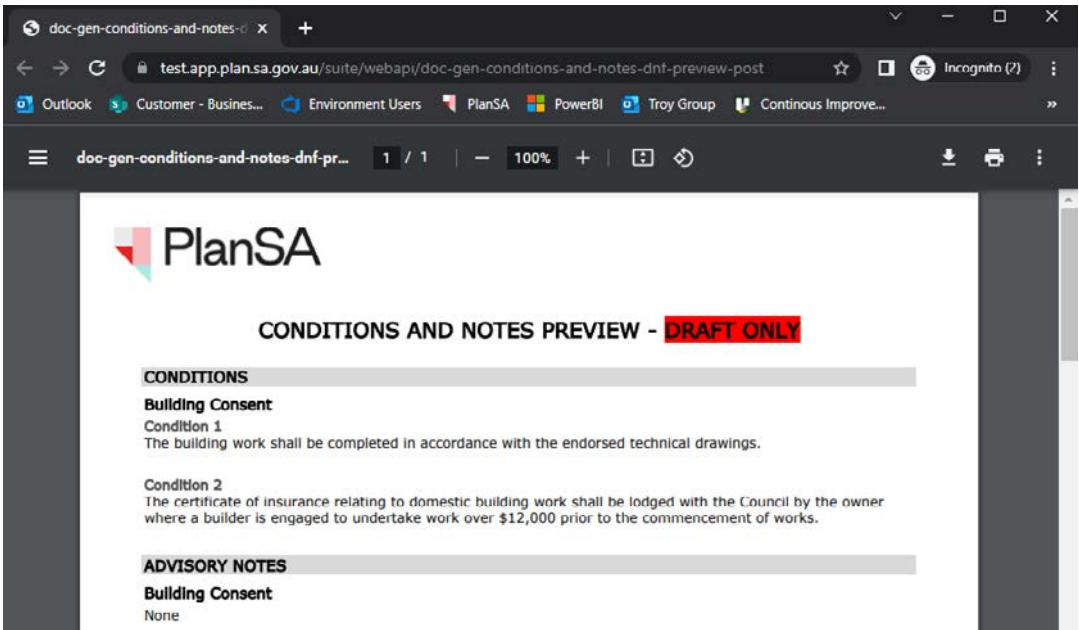 doc-gen-conditions-and-notes-d
test.app.plan.sa.gov.au/suite/webapi/doc-gen-conditions-and-notes-dnf-preview-post
Incognito (2)
Outlook
Customer - Busines...
Environment Users
PlanSA
PowerBI
Troy Group
Continous Improve...
»
doc-gen-conditions-and-notes-dnf-pr...
1 / 1
100%
PlanSA
CONDITIONS AND NOTES PREVIEW - DRAFT ONLY
CONDITIONS
Building Consent
Condition 1
The building work shall be completed in accordance with the endorsed technical drawings.
Condition 2
The certificate of insurance relating to domestic building work shall be lodged with the Council by the owner
where a builder is engaged to undertake work over $12,000 prior to the commencement of works.
ADVISORY NOTES
Building Consent
None